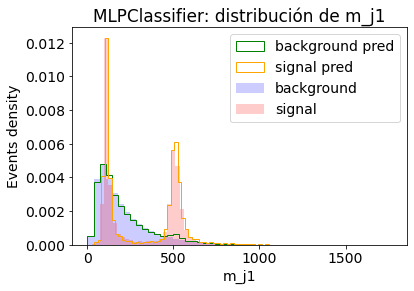 MLPClassifier: distribución de m_j1
Events density
0.012
0.010
0.008
0.006
0.004
0.002
0.000
background pred
signal pred
background
signal
0 500 1000 1500
m_j1